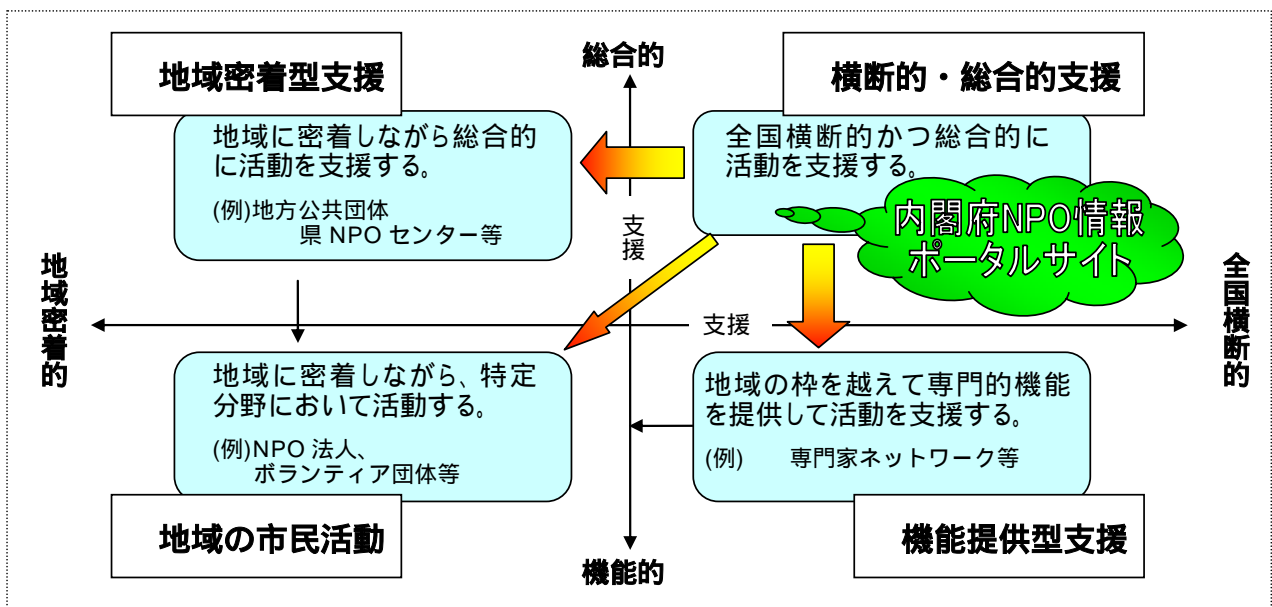 総合的
地域密着型支援
地域に密着しながら総合的
に活動を支援する。
(例)地方公共団体
県 NPO センター等
横断的・総合的支援
全国横断的かつ総合的に
活動を支援する。
内閣府NPO情報
ポータルサイト
支援
地域密着的
支援
全国横断的
地域に密着しながら、特定
分野において活動する。
(例)NPO 法人、
ボランティア団体等
地域の市民活動
地域の枠を越えて専門的機能
を提供して活動を支援する。
(例) 専門家ネットワーク等
機能提供型支援
機能的